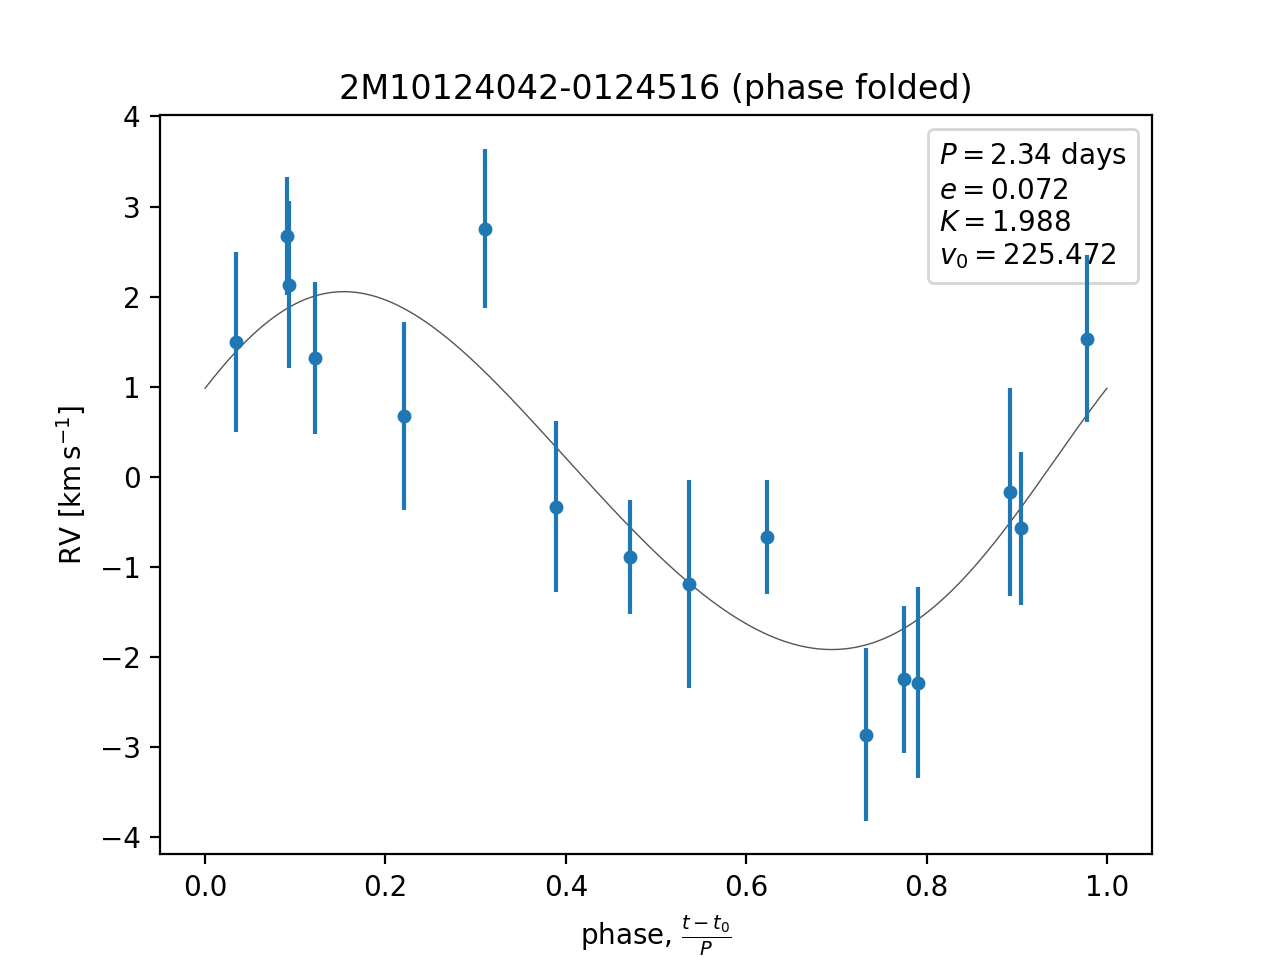 2M10124042-0124516 (phase folded)
P = 2.34 days
e = 0.072
K = 1.988
v₀ = 225.472
RV [km s⁻¹]
4
3
2
1
0
−1
−2
−3
−4
0.0 0.2 0.4 0.6 0.8 1.0
phase, (t − t₀)/P